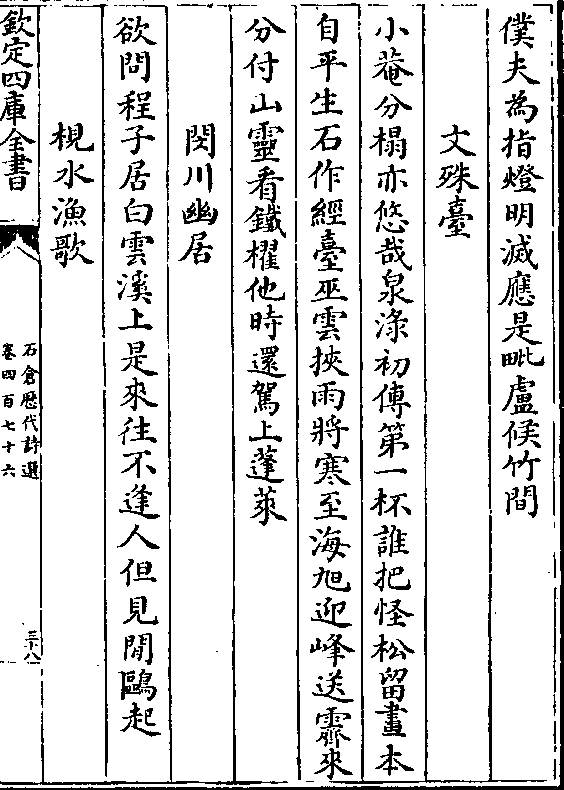 僕夫為指燈明滅應是毗盧候竹間
文殊臺
小菴分榻亦悠哉泉淥初傳第一杯誰把怪松留畫本
自平生石作經臺巫雲挾雨將寒至海旭迎峰送霽來
分付山靈看鐵櫂他時還駕上蓬萊
閔川幽居
欲問程子居白雲溪上是來往不逢人但見閒鷗起
梘水漁歌
欽定四庫全書
石倉歷代詩選
卷四百七十六
三十八